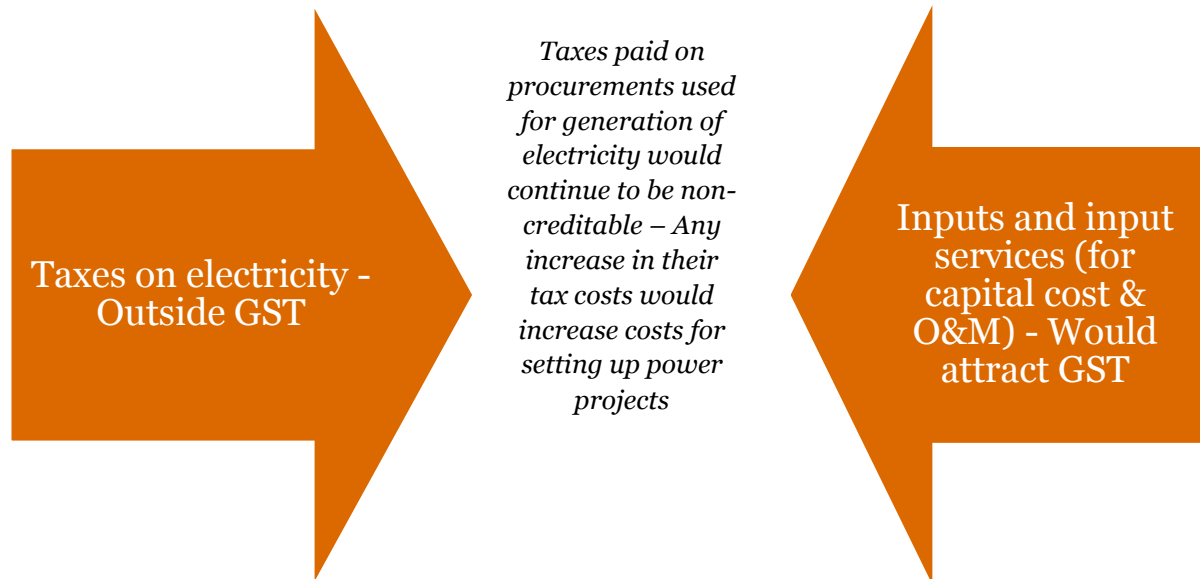 Taxes on electricity -
Outside GST
Taxes paid on
procurements used
for generation of
electricity would
continue to be non-
creditable – Any
increase in their
tax costs would
increase costs for
setting up power
projects
Inputs and input
services (for
capital cost &
O&M) - Would
attract GST